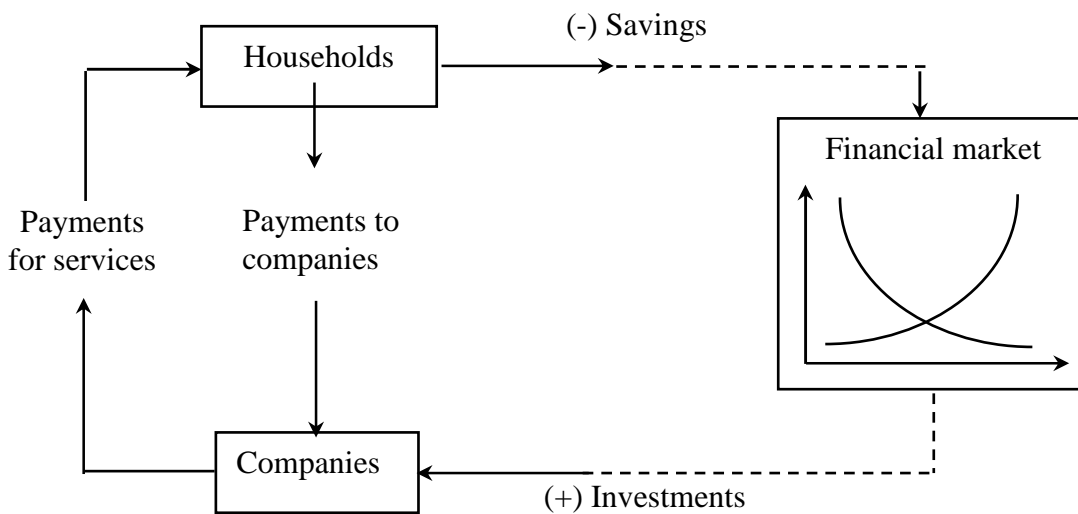 (-) Savings
Households
Financial market
Payments
for services
Payments to
companies
Companies
(+) Investments